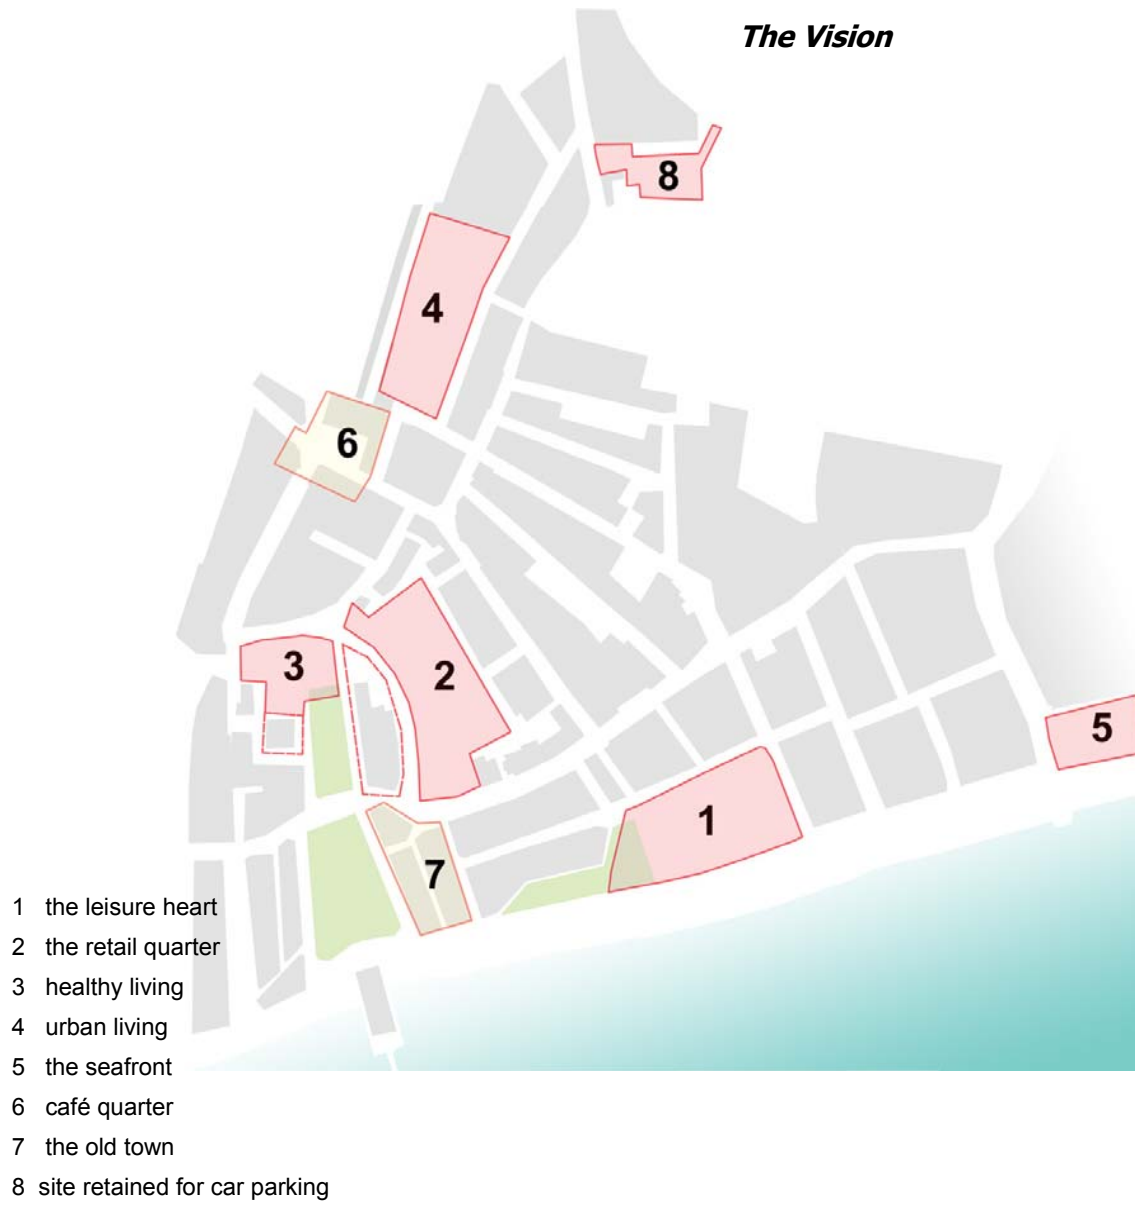 The Vision
8
4
6
3
2
5
1
7
1 the leisure heart
2 the retail quarter
3 healthy living
4 urban living
5 the seafront
6 café quarter
7 the old town
8 site retained for car parking